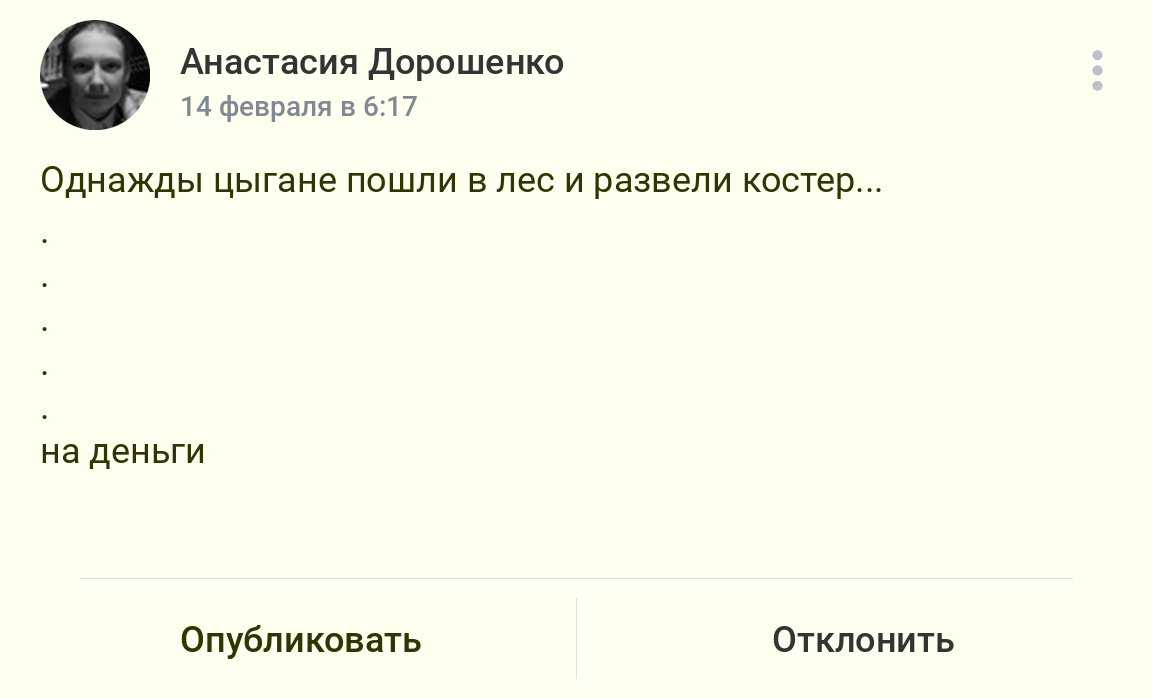 Анастасия Дорошенко
14 февраля в 6:17
Однажды цыгане пошли в лес и развели костер...
.
.
.
.
.
на деньги
Опубликовать
Отклонить